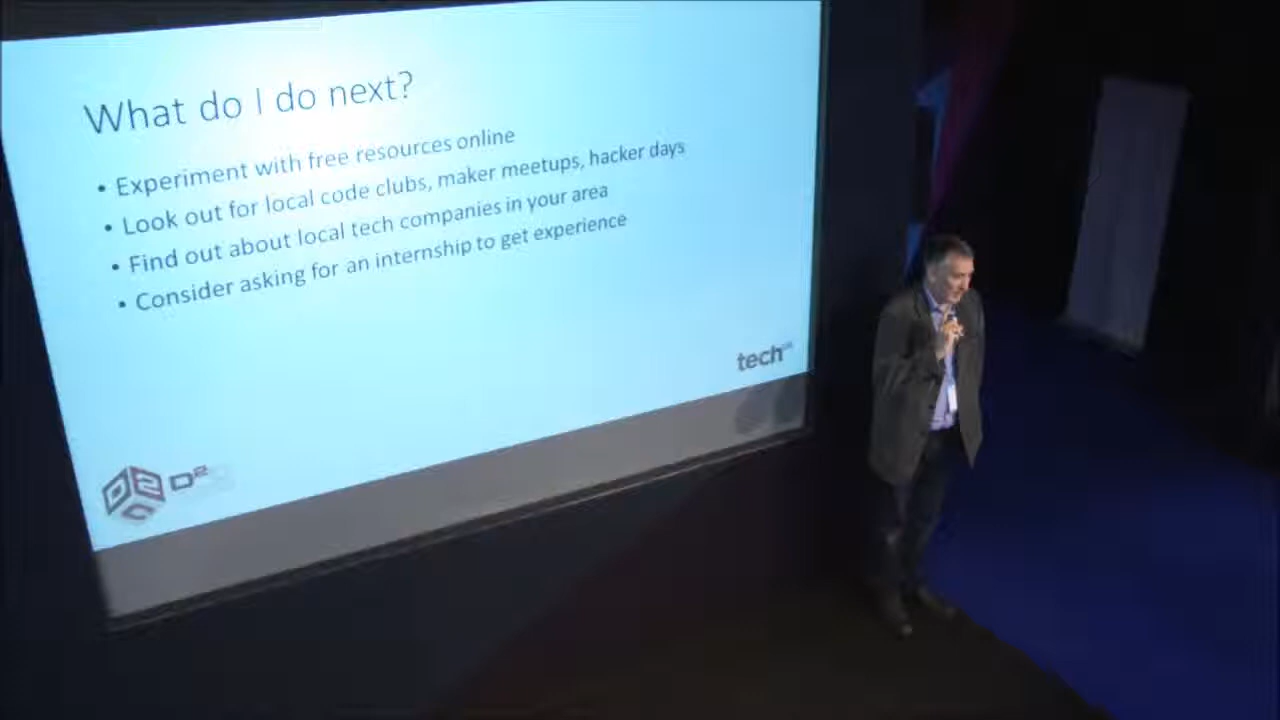 What do I do next?
• Experiment with free resources online
• Look out for local code clubs, maker meetups, hacker days
• Find out about local tech companies in your area
• Consider asking for an internship to get experience
tech
D2